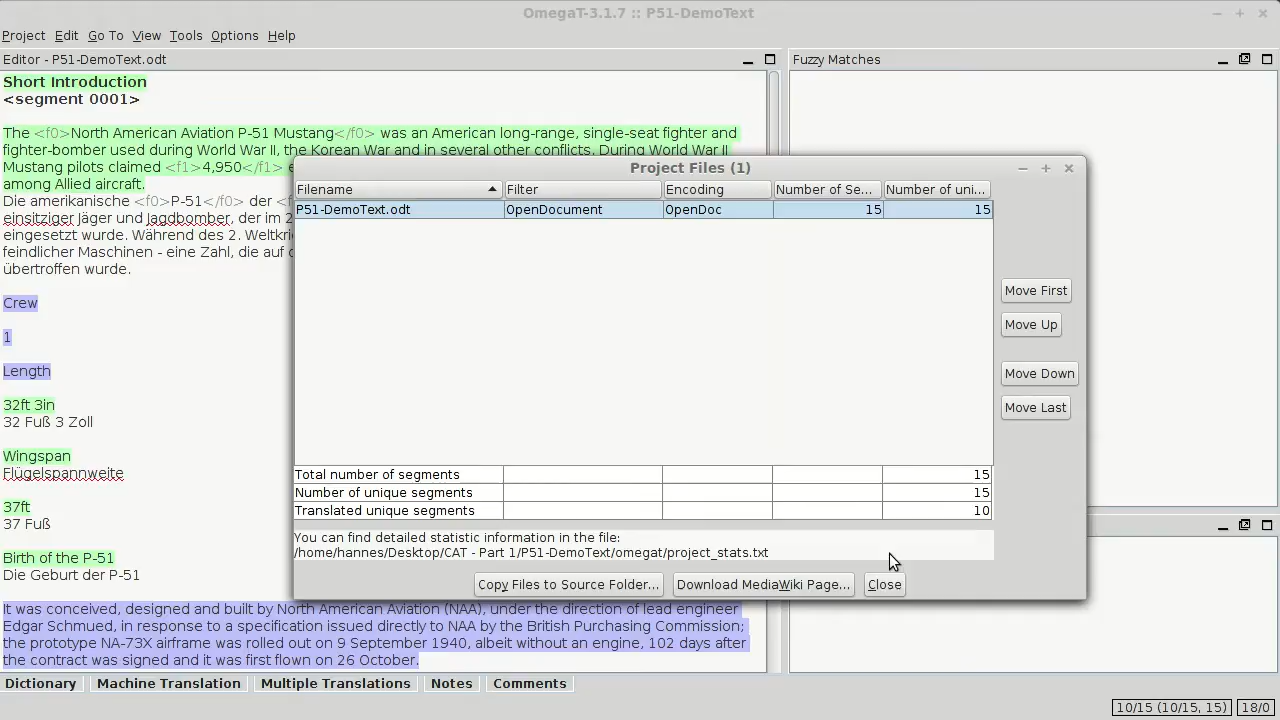 OmegaT-3.1.7 :: P51-DemoText
Project Edit Go To View Tools Options Help
Editor - P51-DemoText.odt
Short Introduction
<segment 0001>
The <f0>North American Aviation P-51 Mustang</f0> was an American long-range, single-seat fighter and
fighter-bomber used during World War II, the Korean War and in several other conflicts. During World War II
Mustang pilots claimed <f1>4,950</f1> e
among Allied aircraft.
Die amerikanische <f0>P-51</f0> der <f
einsitziger Jäger und Jagdbomber, der im 2
eingesetzt wurde. Während des 2. Weltkri
feindlicher Maschinen - eine Zahl, die auf
übertroffen wurde.
Crew
1
Length
32ft 3in
32 Fuß 3 Zoll
Wingspan
Flügelspannweite
37ft
37 Fuß
Birth of the P-51
Die Geburt der P-51
It was conceived, designed and built by North American Aviation (NAA), under the direction of lead engineer
Edgar Schmued, in response to a specification issued directly to NAA by the British Purchasing Commission;
the prototype NA-73X airframe was rolled out on 9 September 1940, albeit without an engine, 102 days after
the contract was signed and it was first flown on 26 October.
Fuzzy Matches
Project Files (1)
Filename Filter Encoding Number of Se... Number of uni...
P51-DemoText.odt OpenDocument OpenDoc 15 15
Move First
Move Up
Move Down
Move Last
Total number of segments 15
Number of unique segments 15
Translated unique segments 10
You can find detailed statistic information in the file:
/home/hannes/Desktop/CAT - Part 1/P51-DemoText/omegat/project_stats.txt
Copy Files to Source Folder... Download MediaWiki Page... Close
Dictionary Machine Translation Multiple Translations Notes Comments
10/15 (10/15, 15) 18/0